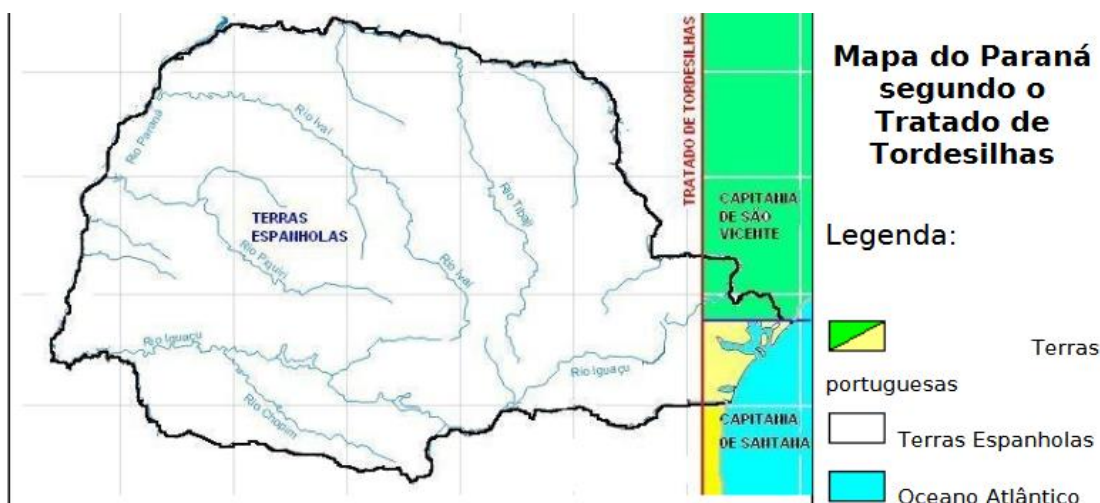 Mapa do Paraná
segundo o
Tratado de
Tordesilhas
Legenda:
Terras
portuguesas
Terras Espanholas
Oceano Atlântico
TRATADO DE TORDESILHAS
CAPITANIA
DE SÃO
VICENTE
CAPITANIA
DE SANTANA
TERRAS
ESPANHOLAS
Rio Paraná
Rio Ivaí
Rio Tibaji
Rio Piquiri
Rio Ivaí
Rio Iguaçu
Rio Iguaçu
Rio Chopim